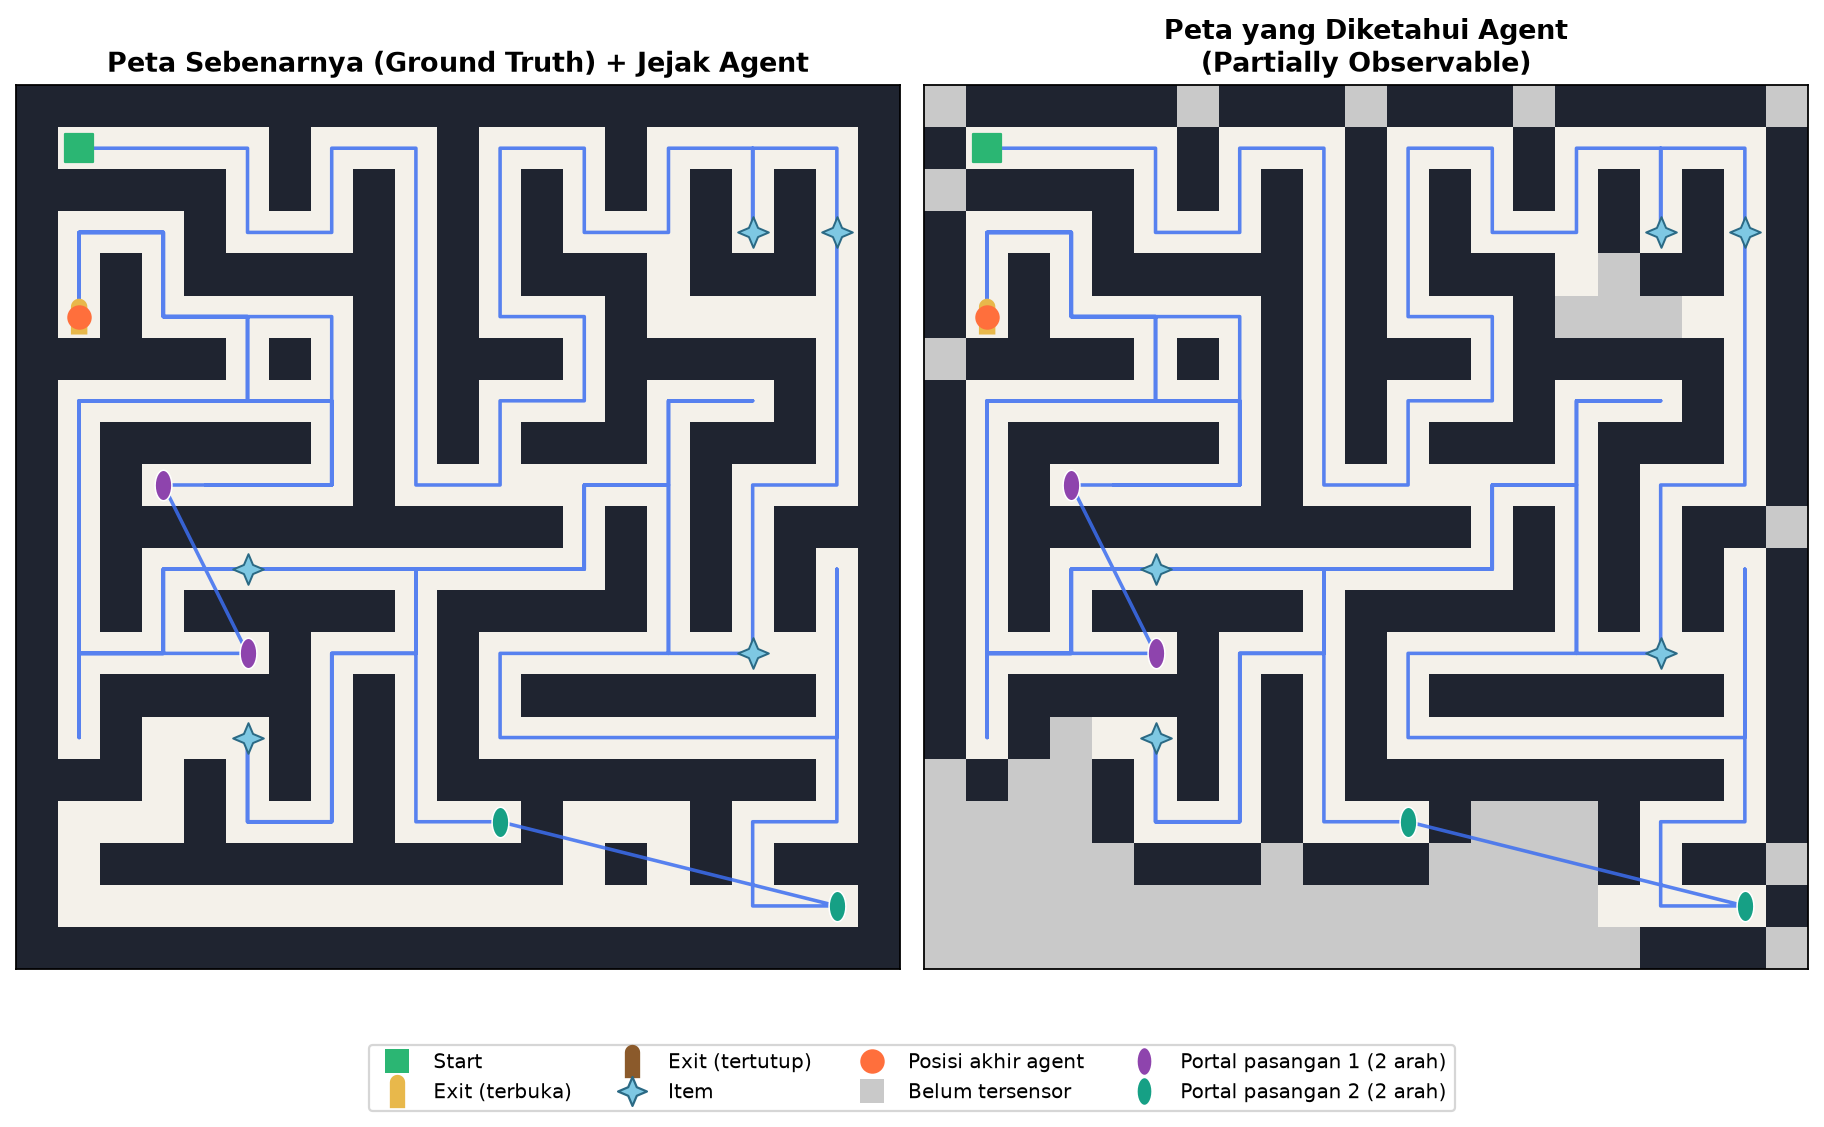 Peta Sebenarnya (Ground Truth) + Jejak Agent
Peta yang Diketahui Agent
(Partially Observable)
Start
Exit (terbuka)
Exit (tertutup)
Item
Posisi akhir agent
Belum tersensor
Portal pasangan 1 (2 arah)
Portal pasangan 2 (2 arah)